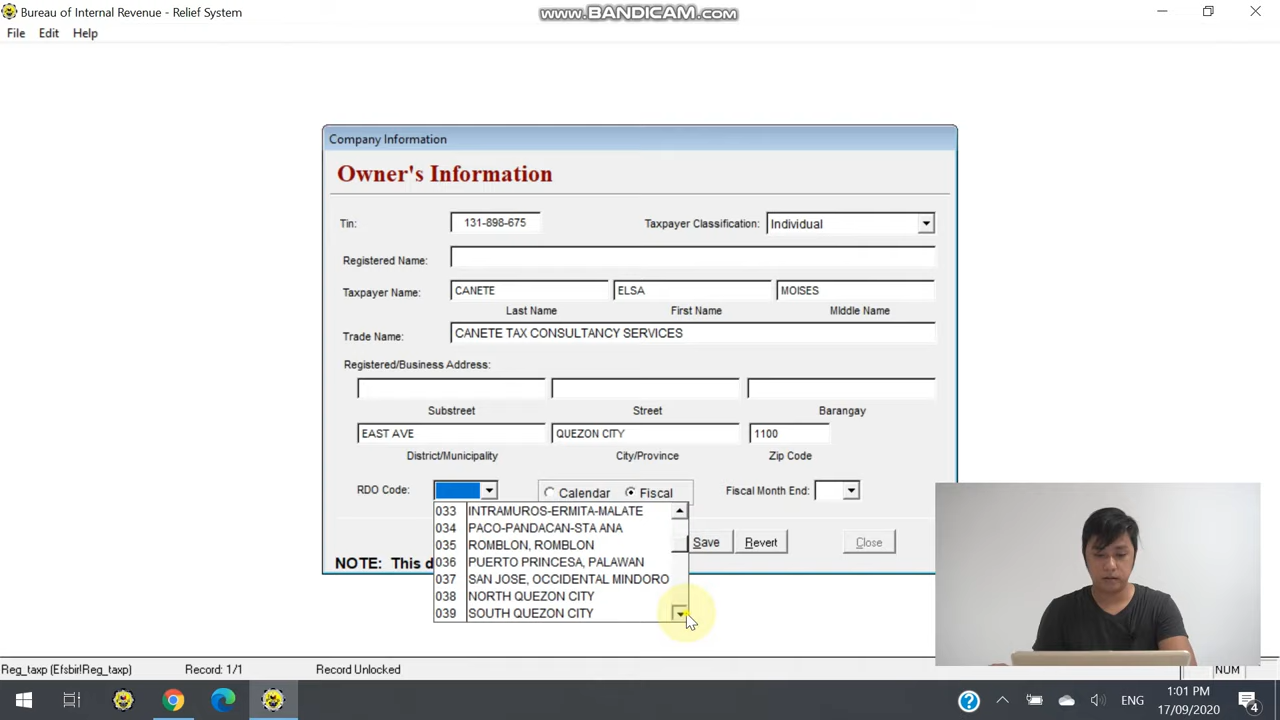 Bureau of Internal Revenue - Relief System
www.BANDICAM.com
File Edit Help
Company Information
Owner's Information
Tin: 131-898-675 Taxpayer Classification: Individual
Registered Name:
Taxpayer Name: CANETE ELSA MOISES
Last Name First Name MIddle Name
Trade Name: CANETE TAX CONSULTANCY SERVICES
Registered/Business Address:
Substreet Street Barangay
EAST AVE QUEZON CITY 1100
District/Municipality City/Province Zip Code
RDO Code: Calendar Fiscal Fiscal Month End:
033 INTRAMUROS-ERMITA-MALATE
034 PACO-PANDACAN-STA ANA
035 ROMBLON, ROMBLON
036 PUERTO PRINCESA, PALAWAN
037 SAN JOSE, OCCIDENTAL MINDORO
038 NORTH QUEZON CITY
039 SOUTH QUEZON CITY
Save Revert Close
NOTE: This d
Reg_taxp (Efsbir!Reg_taxp) Record: 1/1 Record Unlocked NUM
ENG 1:01 PM
17/09/2020 4